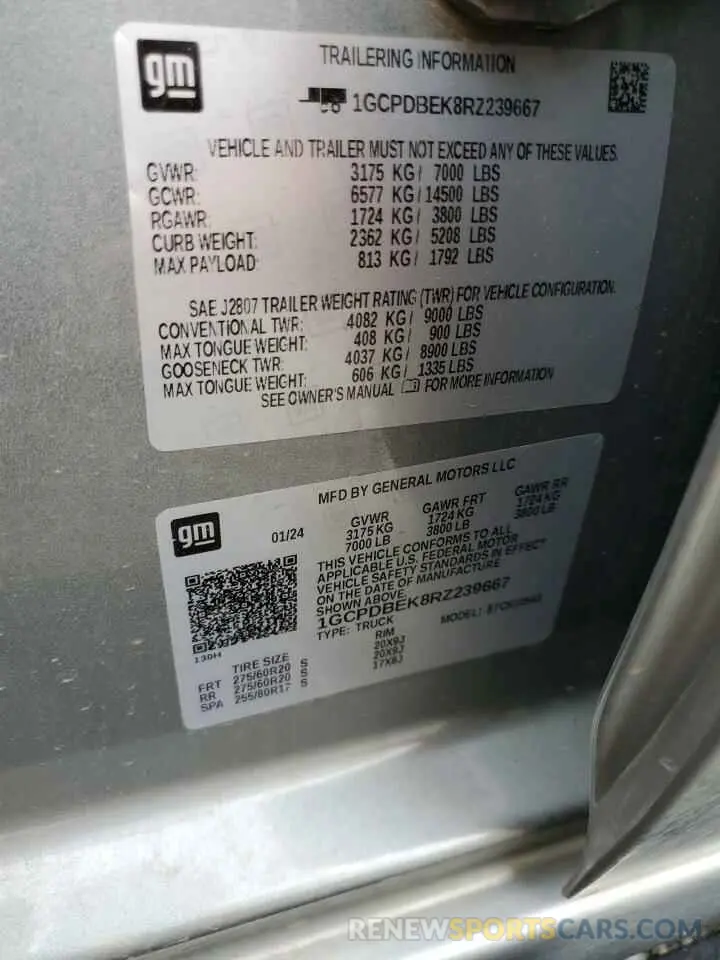 gm
TRAILERING INFORMATION
1GCPDBEK8RZ239667
VEHICLE AND TRAILER MUST NOT EXCEED ANY OF THESE VALUES.
GVWR: 3175 KG/ 7000 LBS
GCWR: 6577 KG/14500 LBS
RGAWR: 1724 KG/ 3800 LBS
CURB WEIGHT: 2362 KG/ 5208 LBS
MAX PAYLOAD: 813 KG/ 1792 LBS
SAE J2807 TRAILER WEIGHT RATING (TWR) FOR VEHICLE CONFIGURATION.
CONVENTIONAL TWR: 4082 KG/ 9000 LBS
MAX TONGUE WEIGHT: 408 KG/ 900 LBS
GOOSENECK TWR: 4037 KG/ 8900 LBS
MAX TONGUE WEIGHT: 606 KG/ 1335 LBS
SEE OWNER'S MANUAL FOR MORE INFORMATION
gm
MFD BY GENERAL MOTORS LLC
01/24 GVWR GAWR FRT GAWR RR
3175 KG 1724 KG 1724 KG
7000 LB 3800 LB 3800 LB
THIS VEHICLE CONFORMS TO ALL
APPLICABLE U.S. FEDERAL MOTOR
VEHICLE SAFETY STANDARDS IN EFFECT
ON THE DATE OF MANUFACTURE
SHOWN ABOVE.
1GCPDBEK8RZ239667
TYPE: TRUCK MODEL:
130H
TIRE SIZE RIM
FRT 275/60R20 S 20X9J
RR 275/60R20 S 20X9J
SPA 255/80R17 S 17X8J
RENEWSPORTSCARS.COM